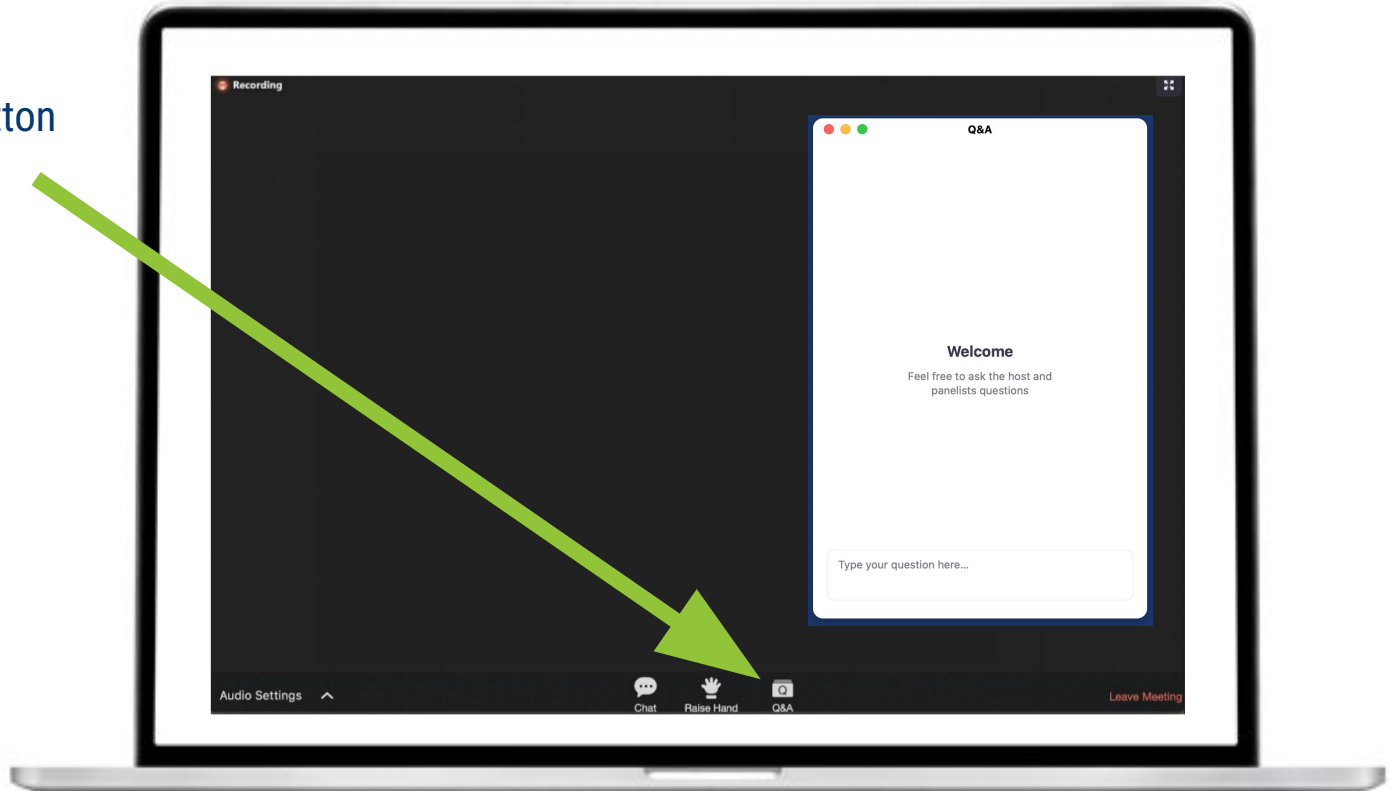 Recording
Q&A
Welcome
Feel free to ask the host and
panelists questions
Type your question here...
Audio Settings
Chat
Raise Hand
Q
Q&A
Leave Meeting